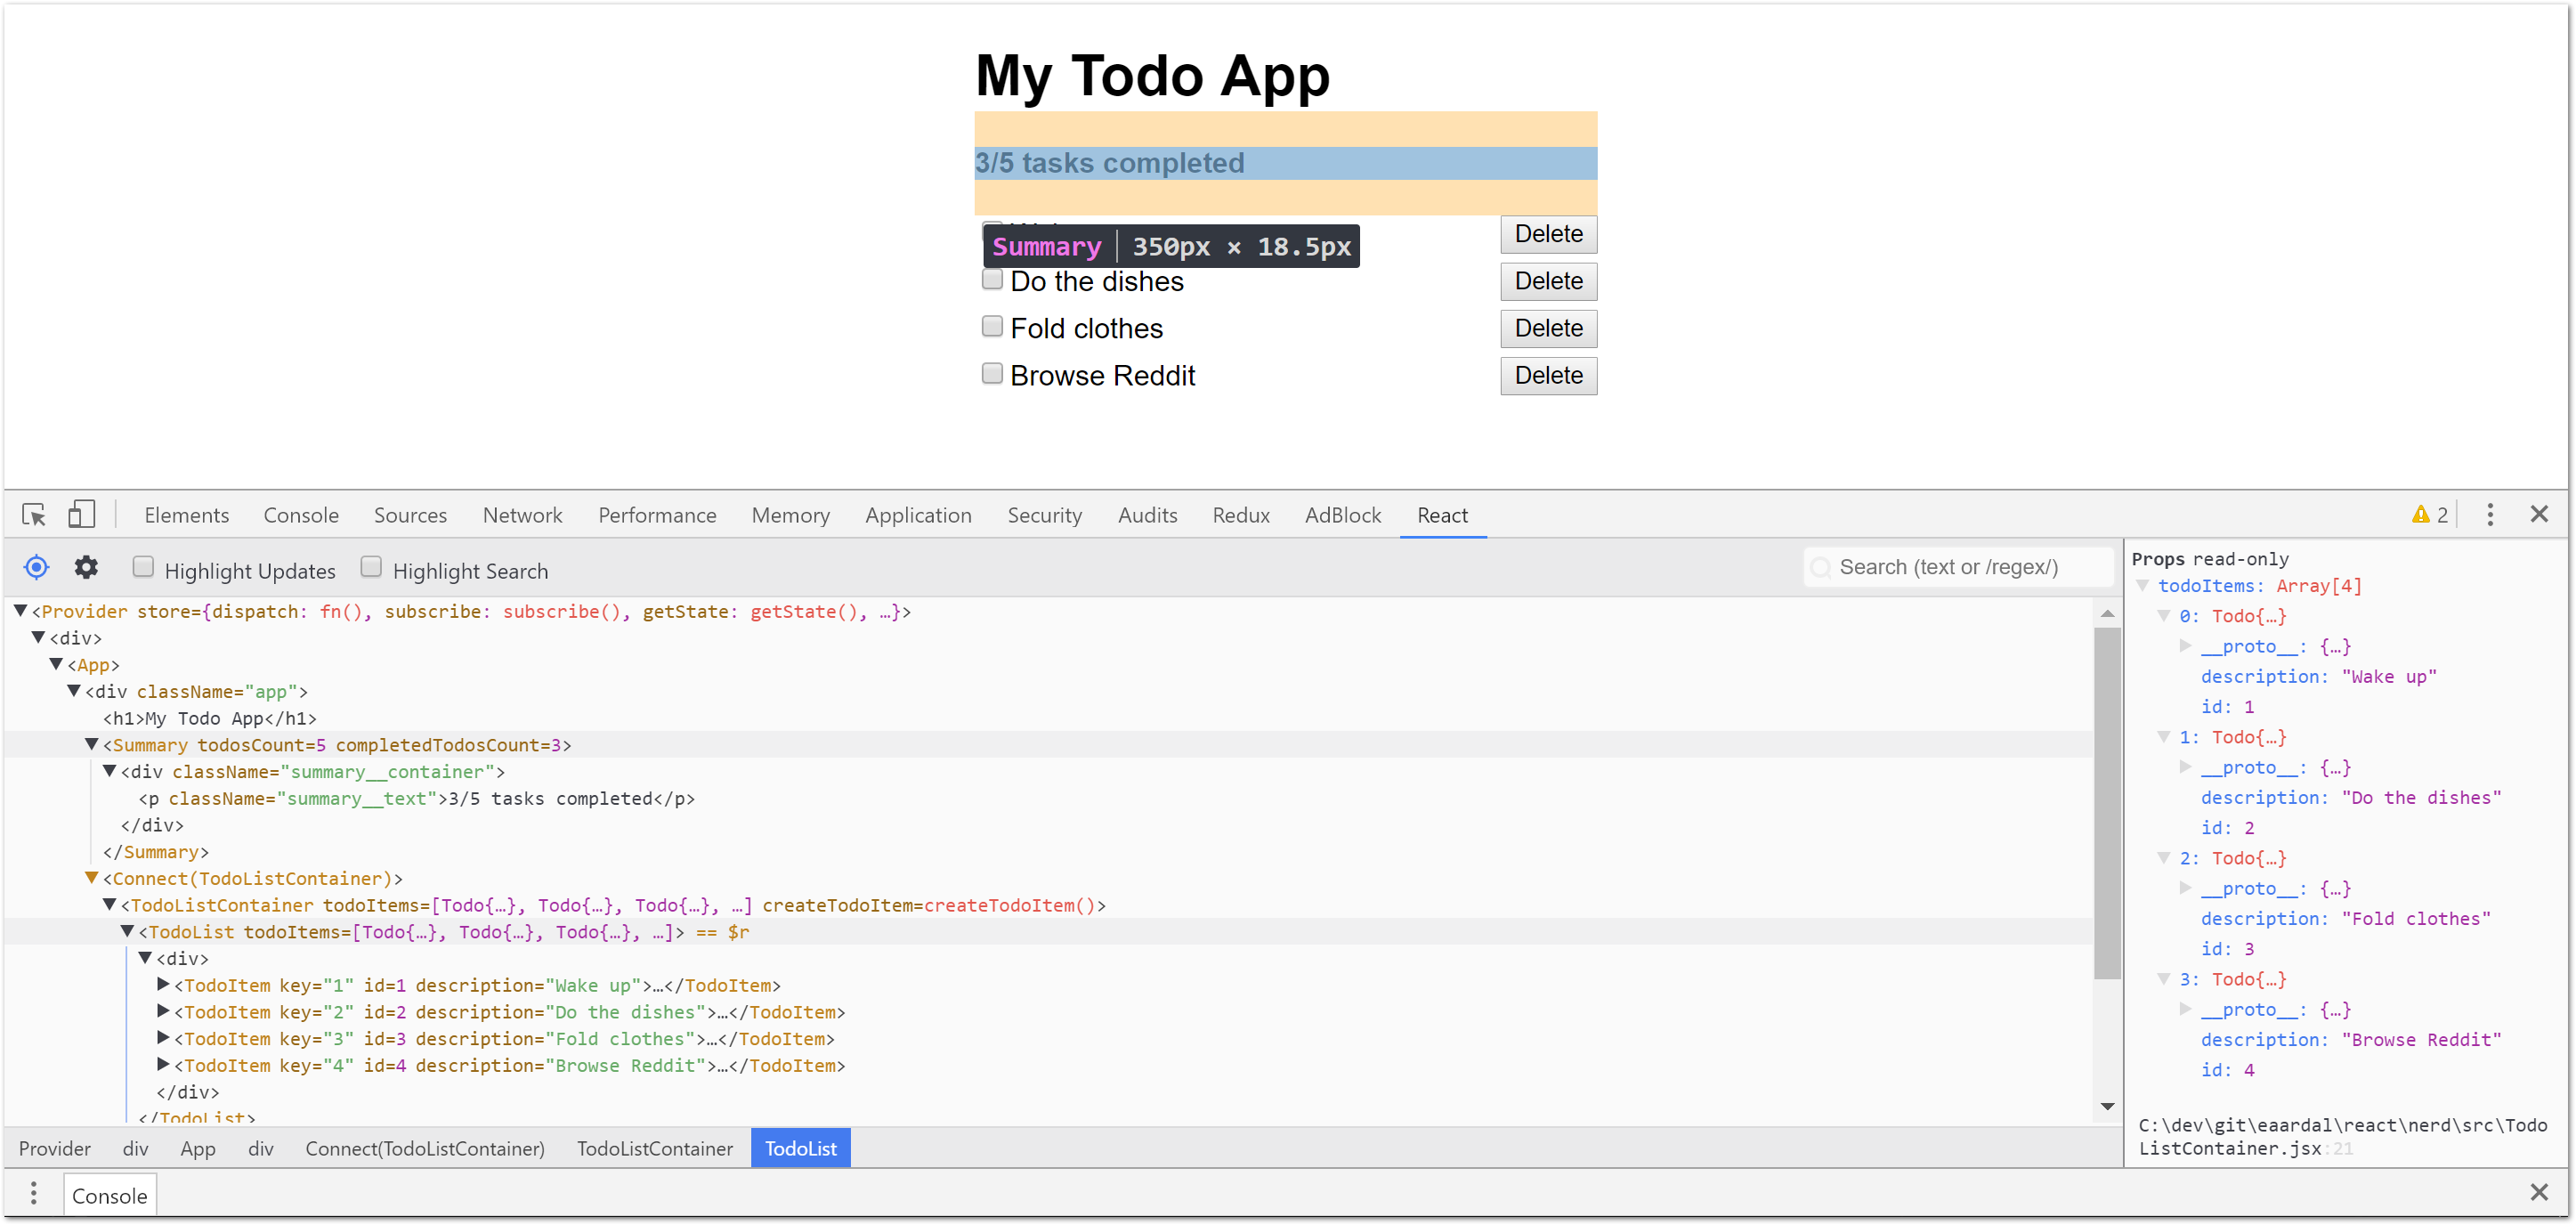 My Todo App
3/5 tasks completed
Delete
Summary 350px × 18.5px
Do the dishes Delete
Fold clothes Delete
Browse Reddit Delete
Elements Console Sources Network Performance Memory Application Security Audits Redux AdBlock React 2
Highlight Updates Highlight Search Search (text or /regex/)
<Provider store={dispatch: fn(), subscribe: subscribe(), getState: getState(), …}>
<div>
<App>
<div className="app">
<h1>My Todo App</h1>
<Summary todosCount=5 completedTodosCount=3>
<div className="summary__container">
<p className="summary__text">3/5 tasks completed</p>
</div>
</Summary>
<Connect(TodoListContainer)>
<TodoListContainer todoItems=[Todo{…}, Todo{…}, Todo{…}, …] createTodoItem=createTodoItem()>
<TodoList todoItems=[Todo{…}, Todo{…}, Todo{…}, …]> == $r
<div>
<TodoItem key="1" id=1 description="Wake up">…</TodoItem>
<TodoItem key="2" id=2 description="Do the dishes">…</TodoItem>
<TodoItem key="3" id=3 description="Fold clothes">…</TodoItem>
<TodoItem key="4" id=4 description="Browse Reddit">…</TodoItem>
</div>
</TodoList>
Provider div App div Connect(TodoListContainer) TodoListContainer TodoList
Props read-only
todoItems: Array[4]
0: Todo{…}
__proto__: {…}
description: "Wake up"
id: 1
1: Todo{…}
__proto__: {…}
description: "Do the dishes"
id: 2
2: Todo{…}
__proto__: {…}
description: "Fold clothes"
id: 3
3: Todo{…}
__proto__: {…}
description: "Browse Reddit"
id: 4
C:\dev\git\eaardal\react\nerd\src\Todo
ListContainer.jsx:21
Console